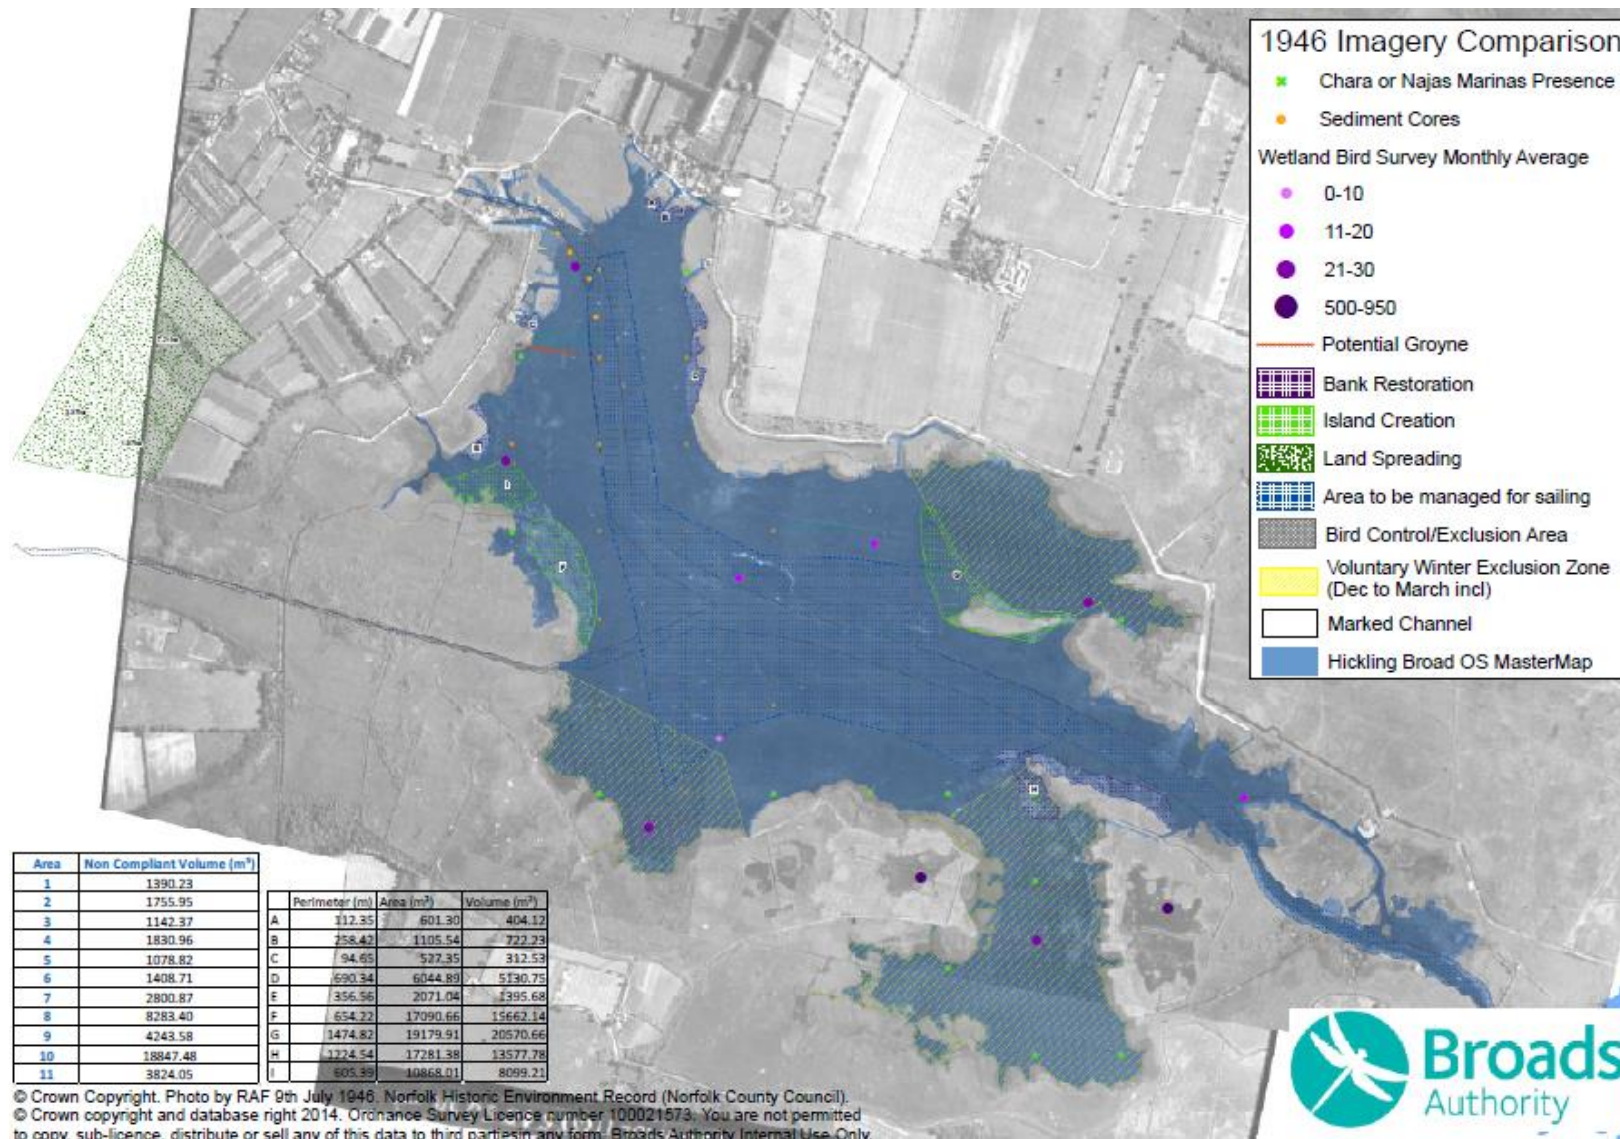 1946 Imagery Comparison
Chara or Najas Marinas Presence
Sediment Cores
Wetland Bird Survey Monthly Average
0-10
11-20
21-30
500-950
Potential Groyne
Bank Restoration
Island Creation
Land Spreading
Area to be managed for sailing
Bird Control/Exclusion Area
Voluntary Winter Exclusion Zone
(Dec to March incl)
Marked Channel
Hickling Broad OS MasterMap
F
H
Area Non Compliant Volume (m³)
1 1390.23
2 1755.95
3 1142.37
4 1830.96
5 1078.82
6 1408.71
7 2800.87
8 8283.40
9 4243.58
10 18847.48
11 3824.05
Perimeter (m) Area (m²) Volume (m³)
A 112.35 601.30 404.12
B 258.42 1105.54 722.23
C 94.65 527.35 312.53
D 690.34 6044.89 5130.75
E 356.56 2071.04 1395.68
F 654.22 17090.66 15662.14
G 1474.82 19179.91 20570.66
H 1224.54 17281.38 13577.78
I 605.39 10868.01 8099.21
© Crown Copyright. Photo by RAF 9th July 1946. Norfolk Historic Environment Record (Norfolk County Council).
© Crown copyright and database right 2014. Ordnance Survey Licence number 100021573. You are not permitted
to copy, sub-licence, distribute or sell any of this data to third partiesin any form. Broads Authority Internal Use Only.
Broads
Authority